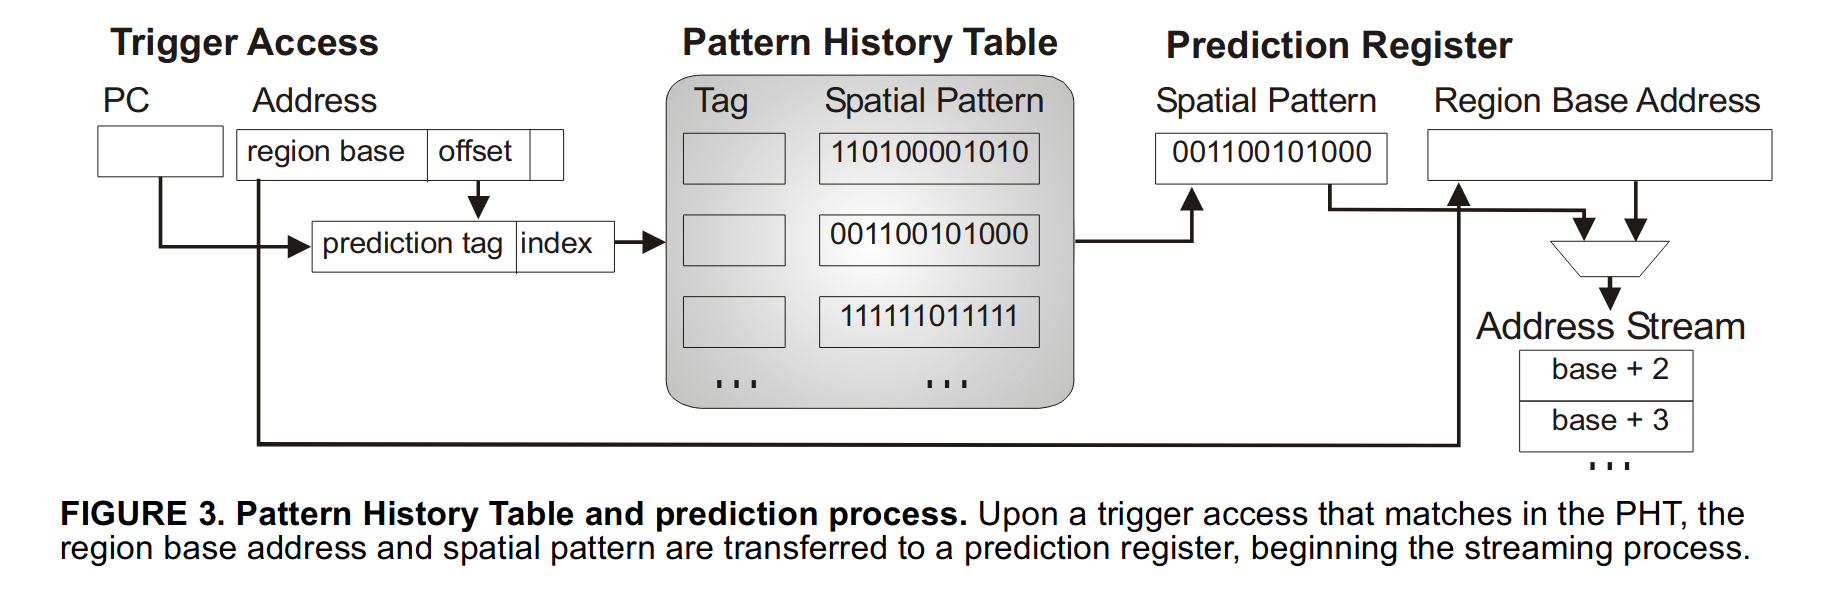 Trigger Access
Pattern History Table
Prediction Register
PC
Address
Tag
Spatial Pattern
Spatial Pattern
Region Base Address
region base
offset
110100001010
001100101000
prediction tag
index
001100101000
111111011111
...
...
Address Stream
base + 2
base + 3
...
FIGURE 3. Pattern History Table and prediction process. Upon a trigger access that matches in the PHT, the
region base address and spatial pattern are transferred to a prediction register, beginning the streaming process.